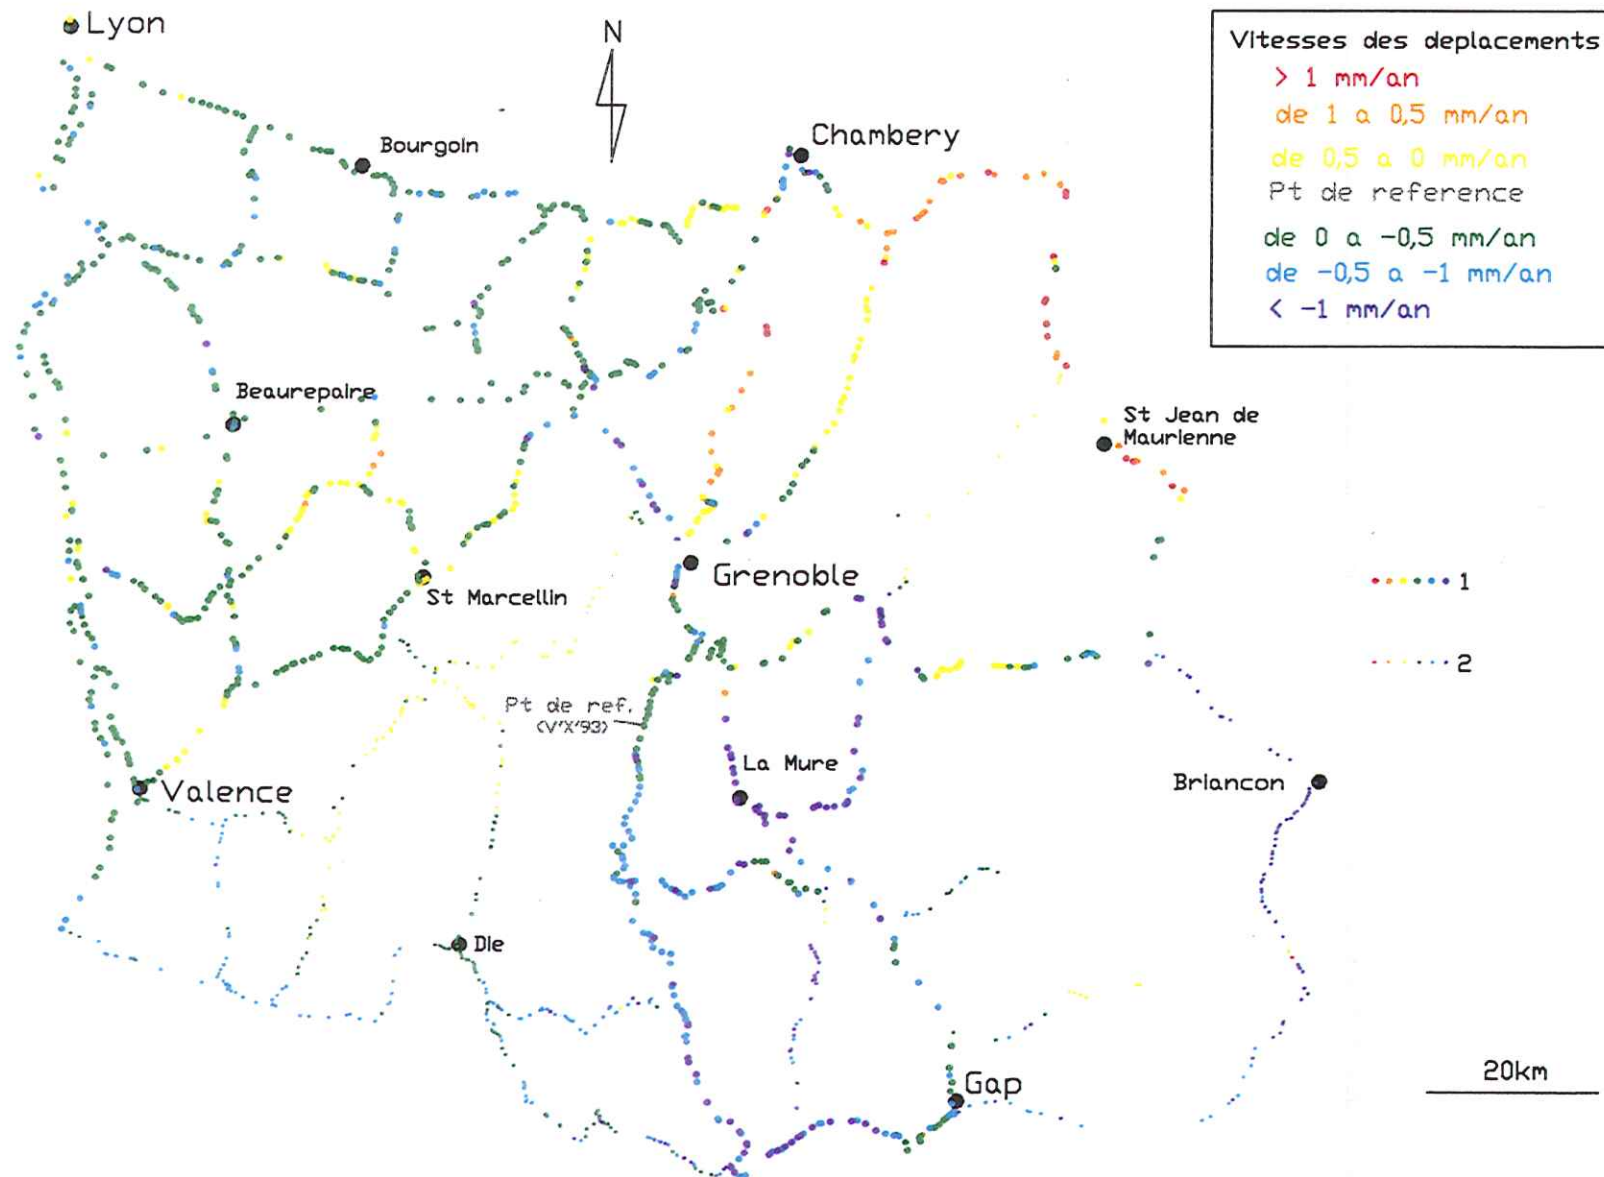 Lyon
N
Vitesses des deplacements
> 1 mm/an
de 1 a 0,5 mm/an
de 0,5 a 0 mm/an
Pt de reference
de 0 a -0,5 mm/an
de -0,5 a -1 mm/an
< -1 mm/an
Bourgoin
Chambery
Beaurepaire
St Jean de
Maurienne
Grenoble
St Marcellin
1
2
Pt de ref.
(V'X'93)
La Mure
Valence
Briancon
Die
20km
Gap